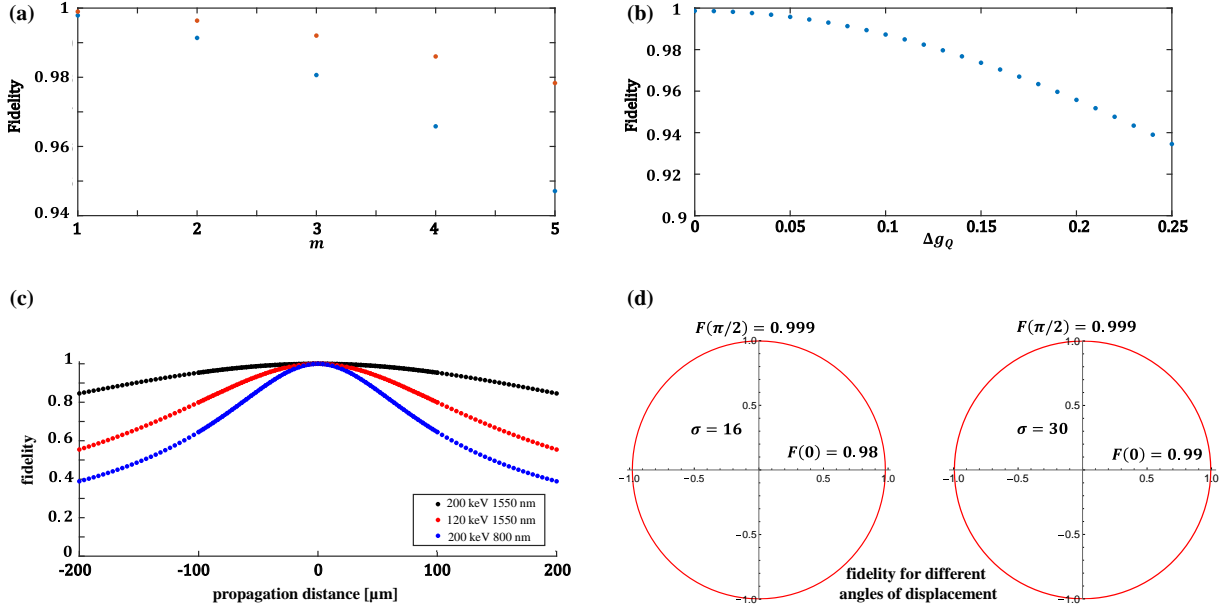 (a)
1
0.98
0.96
0.94
Fidelity
1
2
3
4
5
m
(b)
1
0.98
0.96
0.94
0.92
0.9
Fidelity
0
0.05
0.1
0.15
0.2
0.25
Δg_Q
(c)
1
0.8
0.6
0.4
0.2
0
fidelity
200 keV 1550 nm
120 keV 1550 nm
200 keV 800 nm
-200
-100
0
100
200
propagation distance [µm]
(d)
F(π/2) = 0.999
1.0
0.5
σ = 16
F(0) = 0.98
-1.0
-0.5
0.5
1.0
-0.5
-1.0
F(π/2) = 0.999
1.0
0.5
σ = 30
F(0) = 0.99
-1.0
-0.5
0.5
1.0
-0.5
-1.0
fidelity for different
angles of displacement